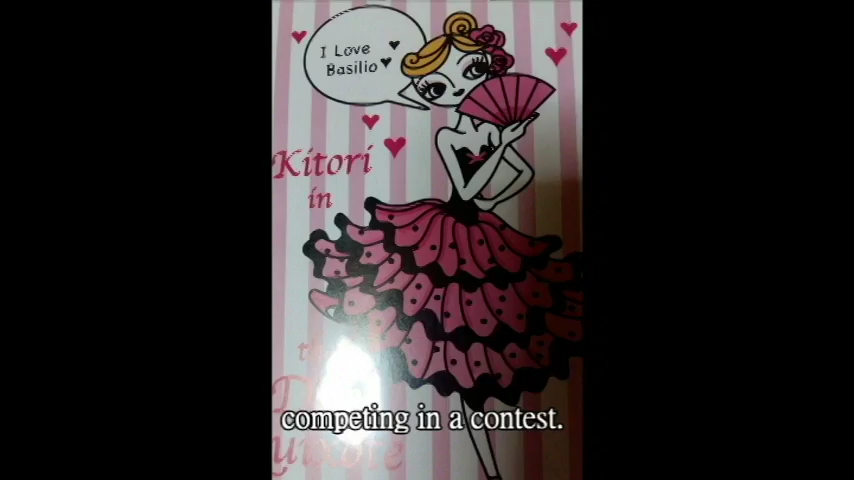 I Love
Basilio
Kitori
in
competing in a contest.